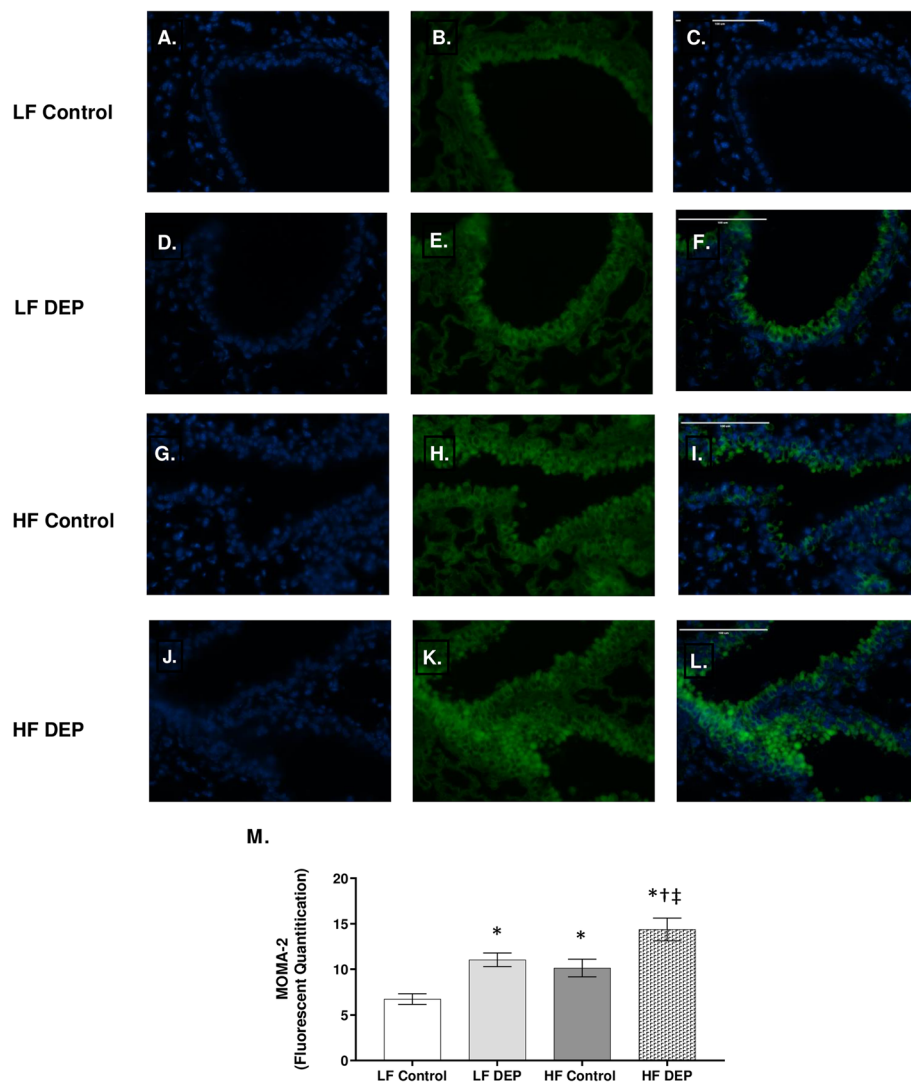 A.
B.
C.
LF Control
D.
E.
F.
LF DEP
G.
H.
I.
HF Control
J.
K.
L.
HF DEP
M.
MOMA-2
(Fluorescent Quantitication)
20
15
10
5
0
*
*
*†‡
LF Control
LF DEP
HF Control
HF DEP